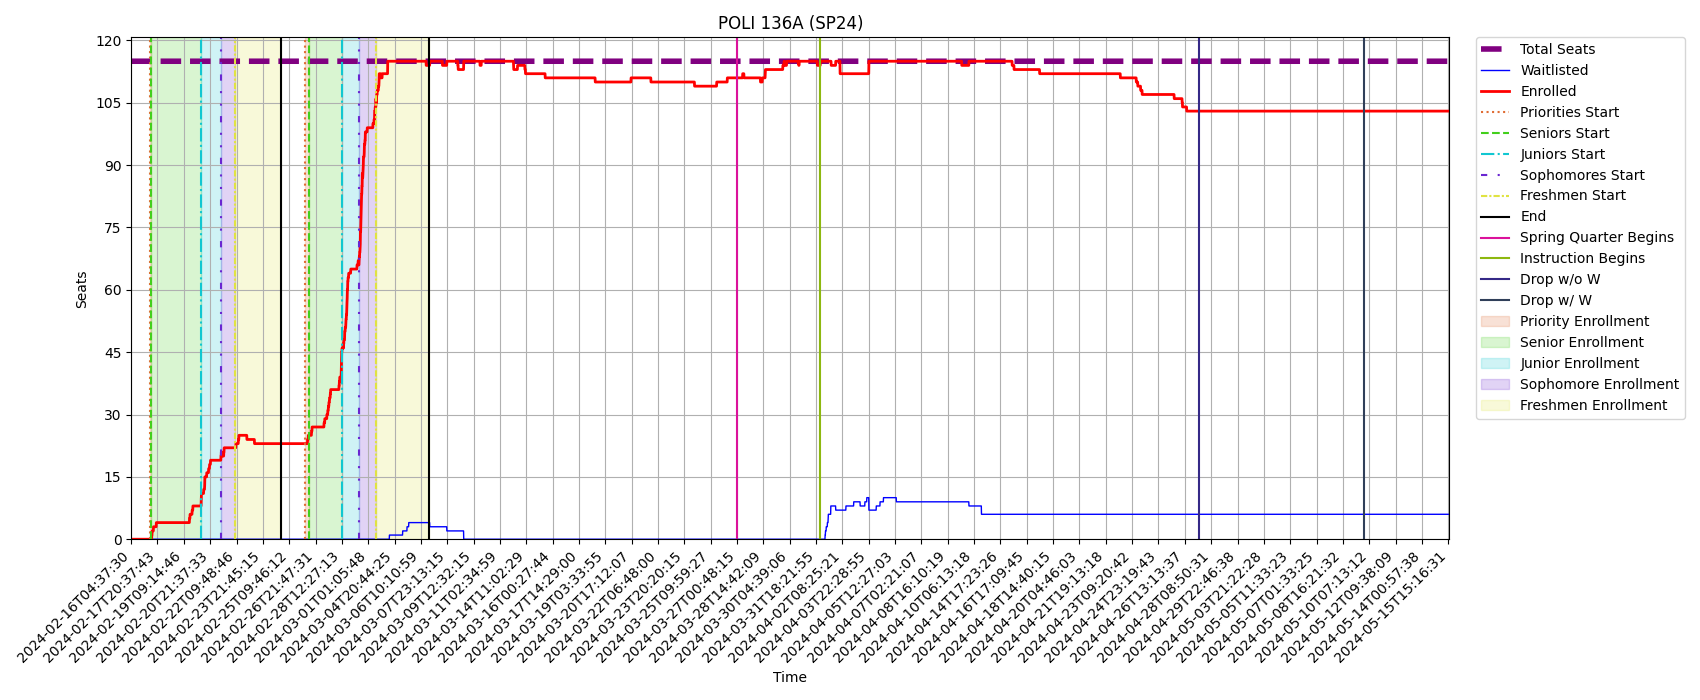 POLI 136A (SP24)
120
105
90
75
60
45
30
15
0
Seats
2024-02-16T04:37:30
2024-02-17T20:37:43
2024-02-19T09:14:46
2024-02-20T21:37:33
2024-02-22T09:48:46
2024-02-23T21:45:15
2024-02-25T09:46:12
2024-02-26T21:47:31
2024-02-28T12:27:13
2024-03-01T01:05:48
2024-03-04T20:44:25
2024-03-06T10:10:59
2024-03-07T23:13:15
2024-03-09T12:32:15
2024-03-11T02:34:59
2024-03-14T11:02:29
2024-03-16T00:27:44
2024-03-17T14:29:00
2024-03-19T03:33:55
2024-03-20T17:12:07
2024-03-22T06:48:00
2024-03-23T20:20:15
2024-03-25T09:59:27
2024-03-27T00:48:15
2024-03-28T14:42:09
2024-03-30T04:39:06
2024-03-31T18:21:55
2024-04-02T08:25:21
2024-04-03T22:28:55
2024-04-05T12:27:03
2024-04-07T02:21:07
2024-04-08T16:10:19
2024-04-10T06:13:18
2024-04-14T17:23:26
2024-04-16T17:09:45
2024-04-18T14:40:15
2024-04-20T04:46:03
2024-04-21T19:13:18
2024-04-23T09:20:42
2024-04-24T23:19:43
2024-04-26T13:13:37
2024-04-28T08:50:31
2024-04-29T22:46:38
2024-05-03T21:22:28
2024-05-05T11:33:23
2024-05-07T01:33:25
2024-05-08T16:21:32
2024-05-10T07:13:12
2024-05-12T09:38:09
2024-05-14T00:57:38
2024-05-15T15:16:31
Time
Total Seats
Waitlisted
Enrolled
Priorities Start
Seniors Start
Juniors Start
Sophomores Start
Freshmen Start
End
Spring Quarter Begins
Instruction Begins
Drop w/o W
Drop w/ W
Priority Enrollment
Senior Enrollment
Junior Enrollment
Sophomore Enrollment
Freshmen Enrollment